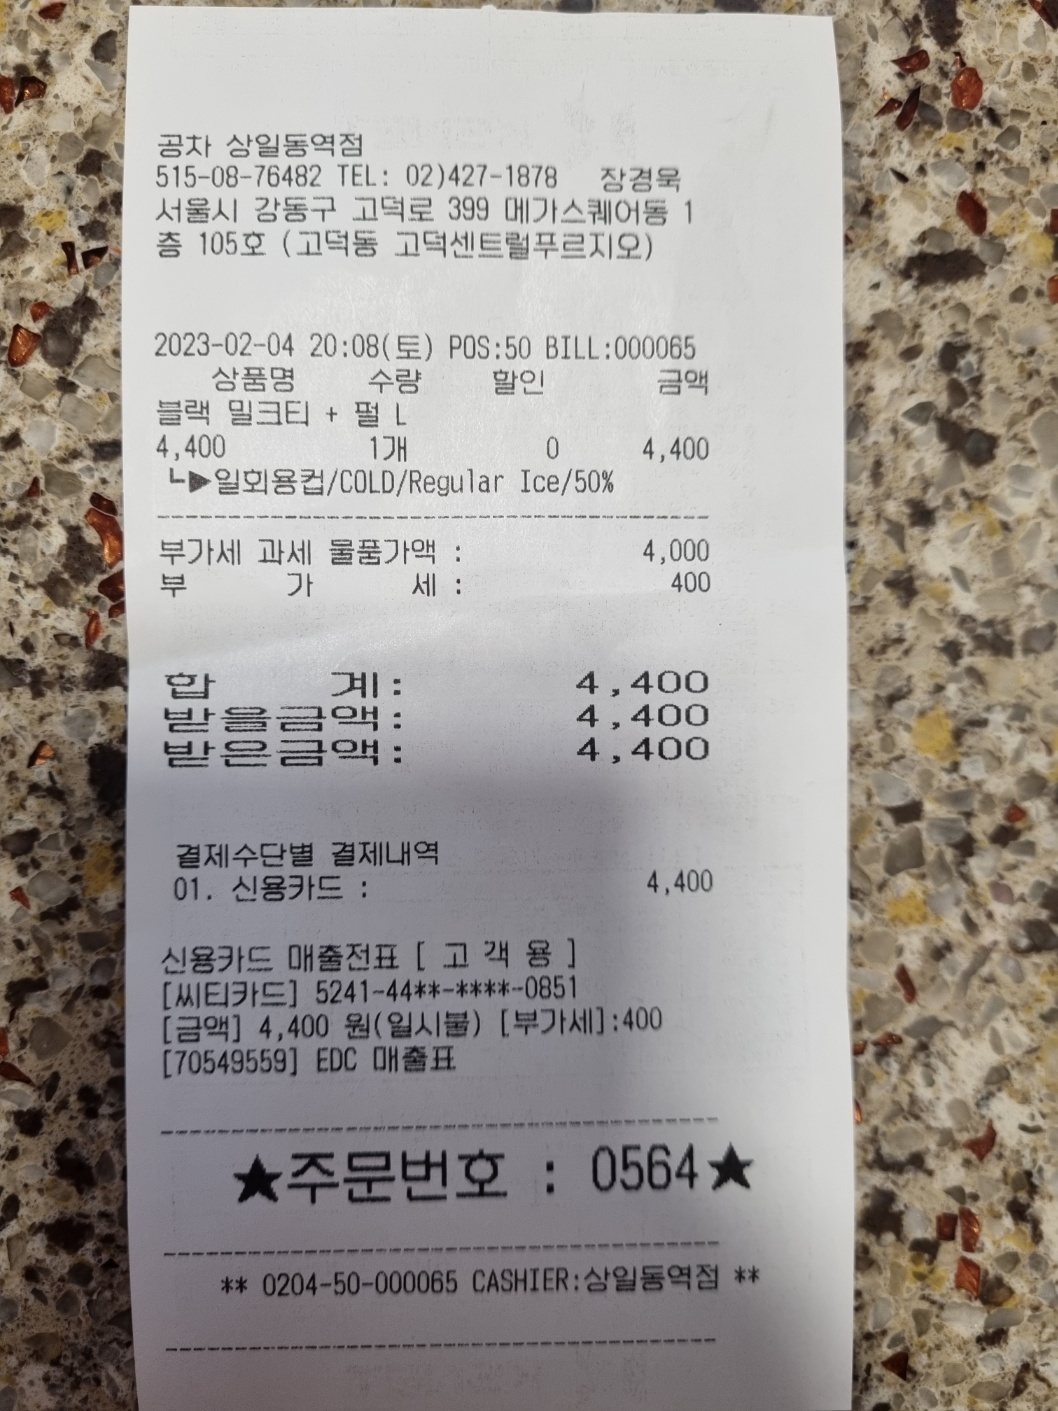 공차 상일동역점
515-08-76482 TEL: 02)427-1878 장경욱
서울시 강동구 고덕로 399 메가스퀘어동 1
층 105호 (고덕동 고덕센트럴푸르지오)
2023-02-04 20:08(토) POS:50 BILL:000065
상품명 수량 할인 금액
블랙 밀크티 + 펄 L
4,400 1개 0 4,400
┗▶일회용컵/COLD/Regular Ice/50%
부가세 과세 물품가액 : 4,000
부 가 세 : 400
합 계: 4,400
받을금액: 4,400
받은금액: 4,400
결제수단별 결제내역
01. 신용카드 : 4,400
신용카드 매출전표 [ 고 객 용 ]
[씨티카드] 5241-44**-****-0851
[금액] 4,400 원(일시불) [부가세]:400
[70549559] EDC 매출표
★주문번호 : 0564★
** 0204-50-000065 CASHIER:상일동역점 **